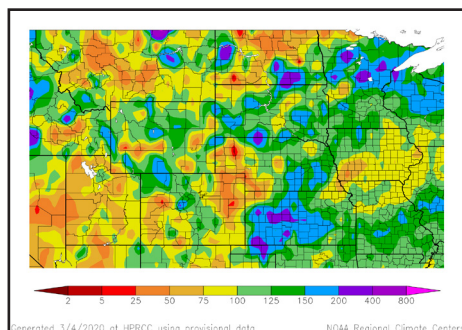 2 5 25 50 75 100 125 150 200 400 800
Generated 3/4/2020 at HPRCC using provisional data. NOAA Regional Climate Centers